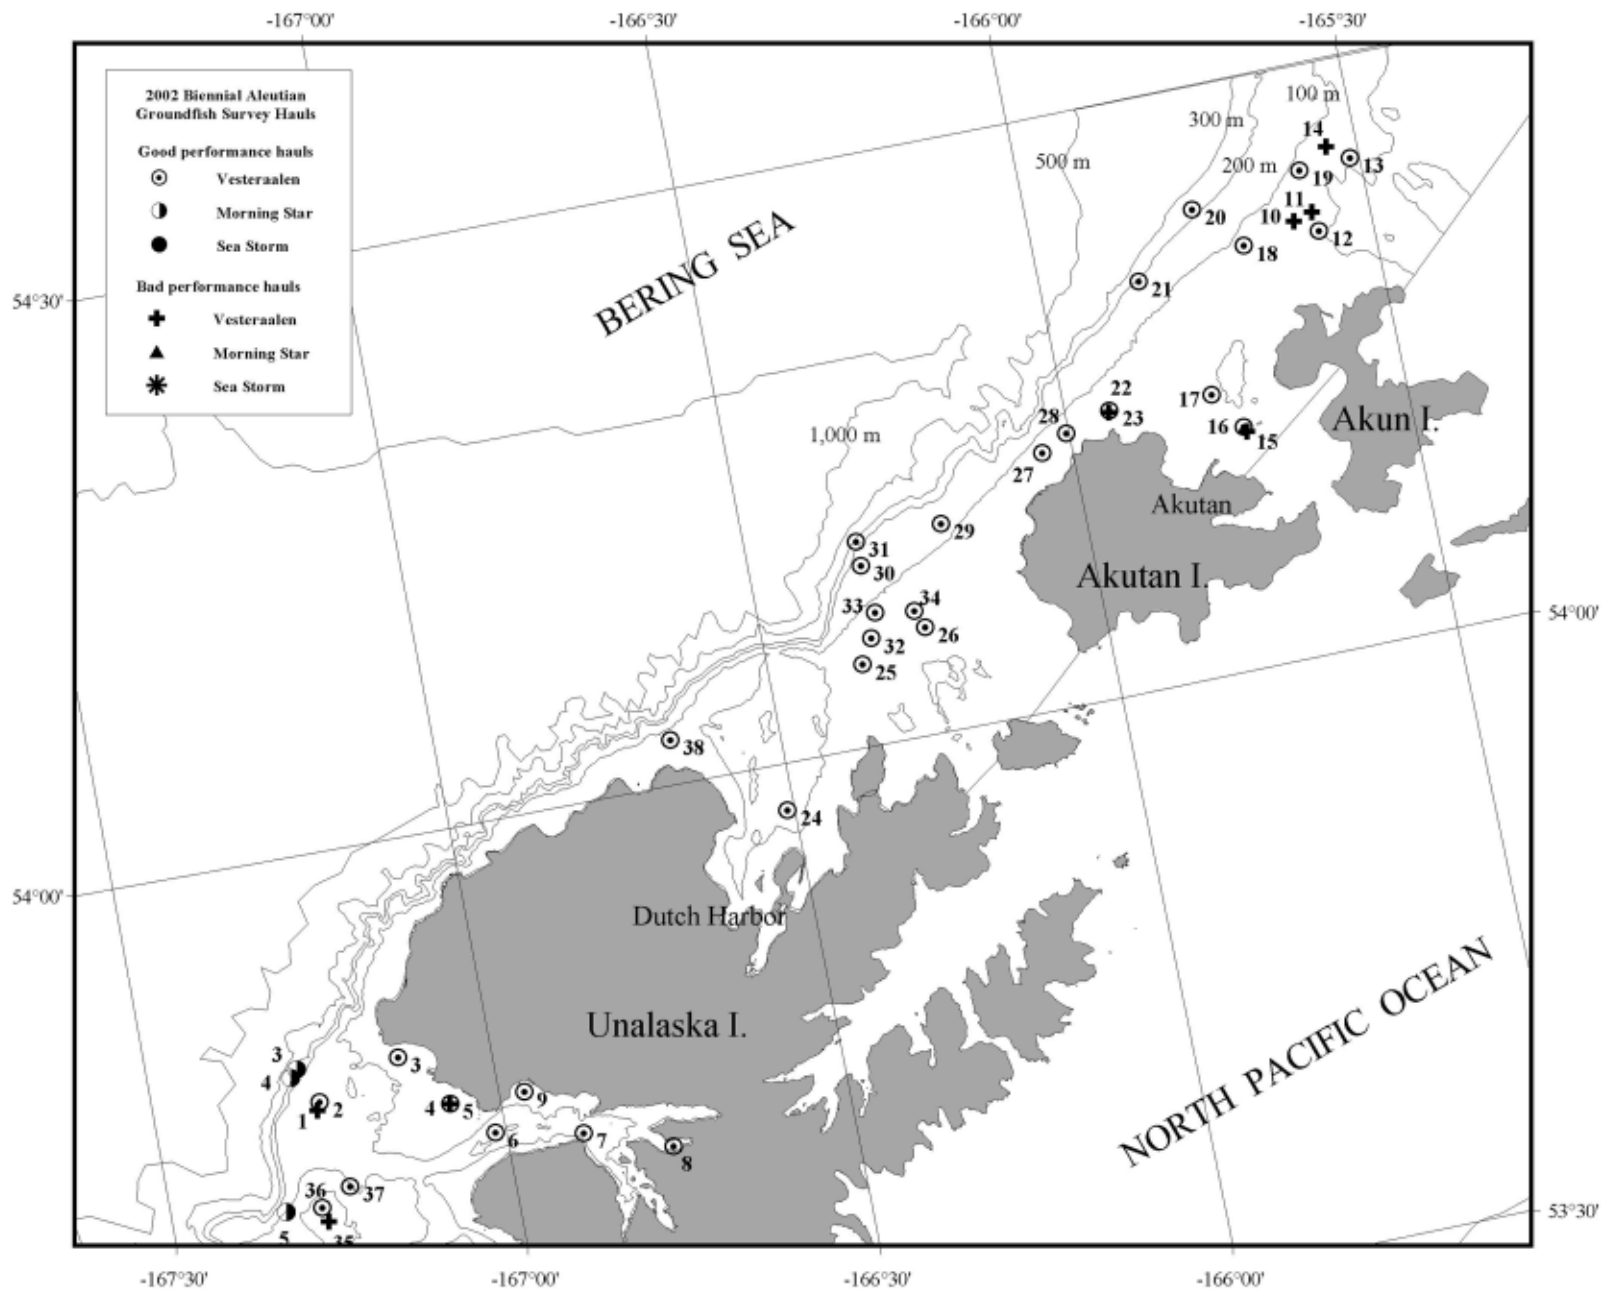 -167°00'
-166°30'
-166°00'
-165°30'
2002 Biennial Aleutian
Groundfish Survey Hauls
Good performance hauls
Vesteraalen
Morning Star
Sea Storm
Bad performance hauls
Vesteraalen
Morning Star
Sea Storm
100 m
300 m
14
500 m
200 m
13
19
11
10
20
12
BERING SEA
18
54°30'
21
17
22
28
23
16
15
Akun I.
1,000 m
27
Akutan
29
31
30
Akutan I.
33
34
54°00'
26
32
25
38
24
54°00'
Dutch Harbor
NORTH PACIFIC OCEAN
Unalaska I.
3
3
4
9
4
5
2
1
6
7
8
36
37
53°30'
5
35
-167°30'
-167°00'
-166°30'
-166°00'